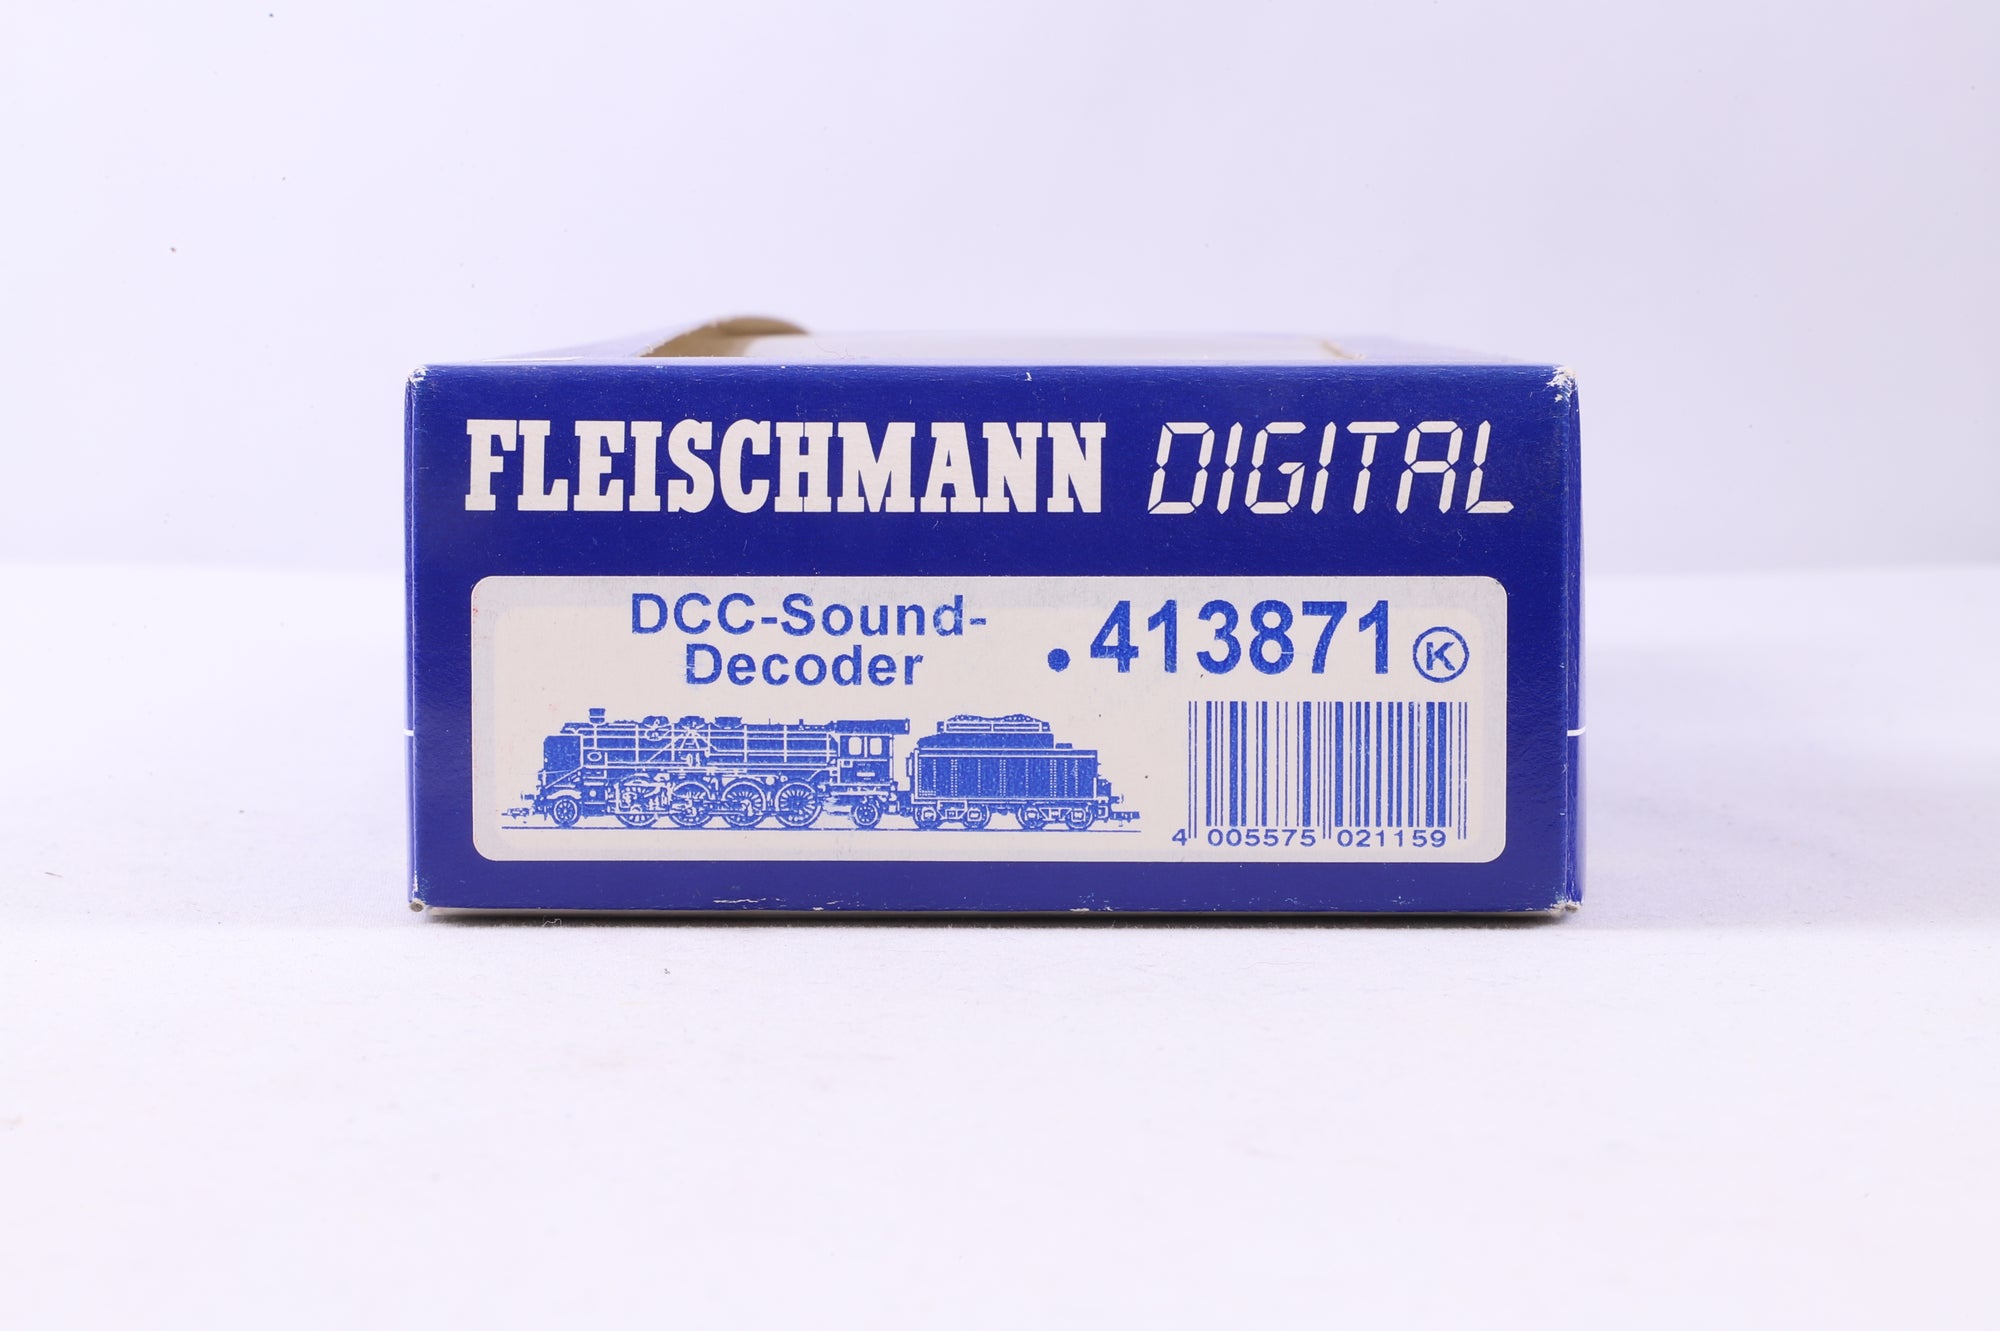 FLEISCHMANN DIGITAL
DCC-Sound-
Decoder
.413871 K
4 005575 021159